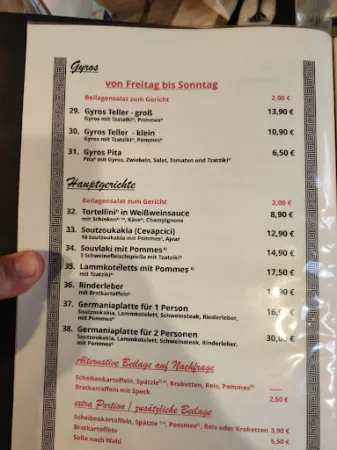 Gyros
von Freitag bis Sonntag
Beilagensalat zum Gericht 2,00 €
29. Gyros Teller - groß 13,90 €
Gyros mit Tzatziki, Pommes
30. Gyros Teller - klein 10,90 €
Gyros mit Tzatziki, Pommes
31. Gyros Pita 6,50 €
Pita mit Gyros, Zwiebeln, Salat, Tomaten und Tzatziki
Hauptgerichte
Beilagensalat zum Gericht 2,00 €
32. Tortellini in Weißweinsauce 8,90 €
mit Schinken, Käse, Champignons
33. Soutzoukakia (Cevapcici) 12,90 €
10 Soutzoukakia mit Pommes, Ajvar
34. Souvlaki mit Pommes 14,90 €
2 Schweinefleischspieße mit Tzatziki
35. Lammkoteletts mit Pommes 17,50 €
mit Tzatziki
36. Rinderleber
mit Bratkartoffeln
37. Germaniaplatte für 1 Person
Soutzoukakia, Lammkotelett, Schweinesteak, Rinderleber,
mit Pommes
38. Germaniaplatte für 2 Personen
Soutzoukakia, Lammkotelett, Schweinesteak, Rinderleber,
mit Pommes
Alternative Beilage auf Nachfrage
Scheibenkartoffeln, Spätzle, Kroketten, Reis, Pommes
Bratkartoffeln mit Speck 2,50 €
extra Portion / zusätzliche Beilage
Scheibenkartoffeln, Spätzle, Pommes, Reis oder Kroketten 3,90 €
Bratkartoffeln 5,50 €
Soße nach Wahl